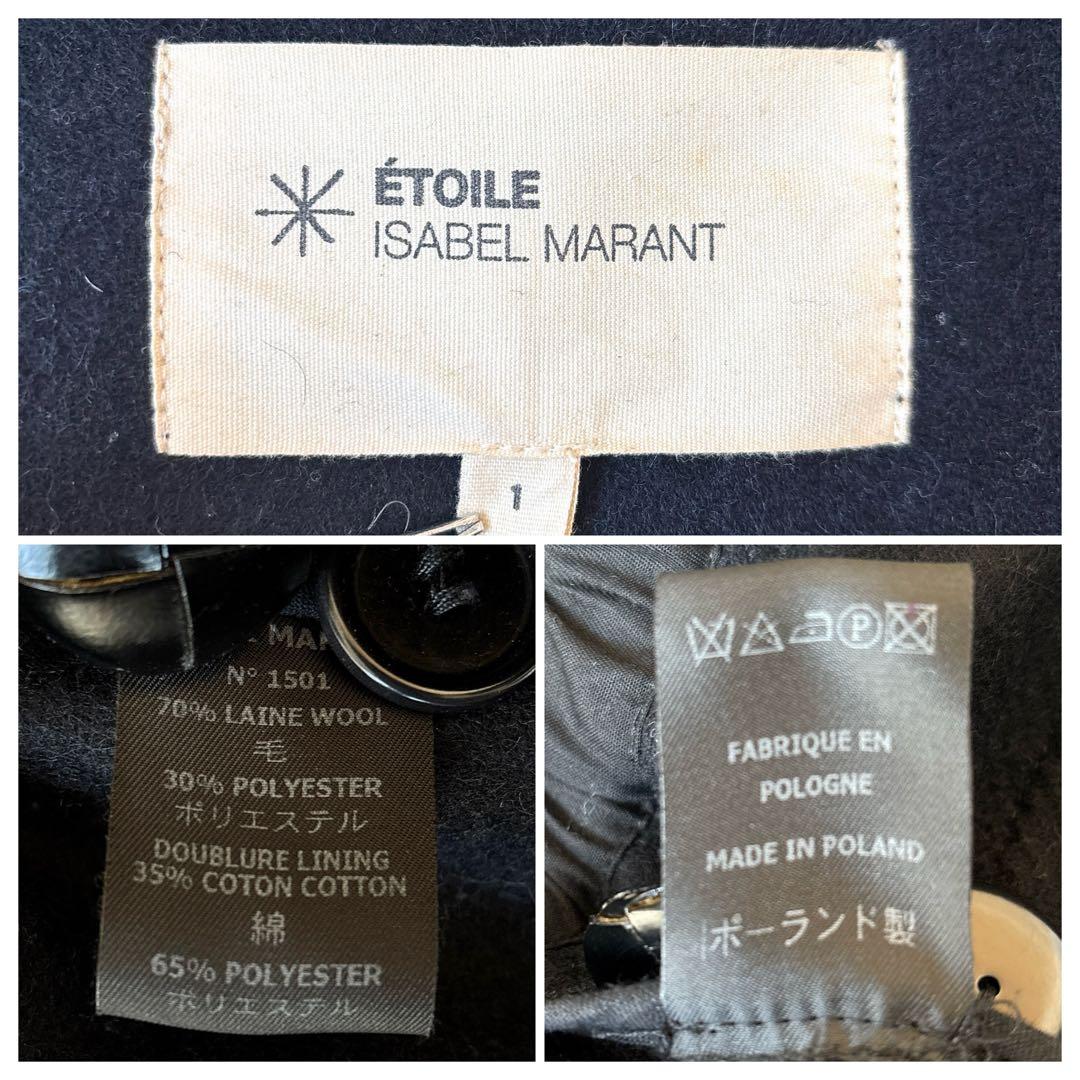 ÉTOILE
ISABEL MARANT
1
N° 1501
70% LAINE WOOL
毛
30% POLYESTER
ポリエステル
DOUBLURE LINING
35% COTON COTTON
綿
65% POLYESTER
ポリエステル
P
FABRIQUE EN
POLOGNE
MADE IN POLAND
ポーランド製